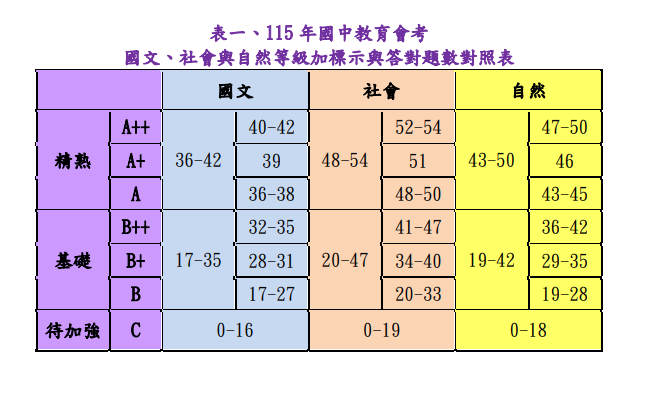 表一、115 年國中教育會考
國文、社會與自然等級加標示與答對題數對照表
國文 社會 自然
精熟 A++ 36-42 40-42 48-54 52-54 43-50 47-50
A+ 39 51 46
A 36-38 48-50 43-45
基礎 B++ 17-35 32-35 20-47 41-47 19-42 36-42
B+ 28-31 34-40 29-35
B 17-27 20-33 19-28
待加強 C 0-16 0-19 0-18